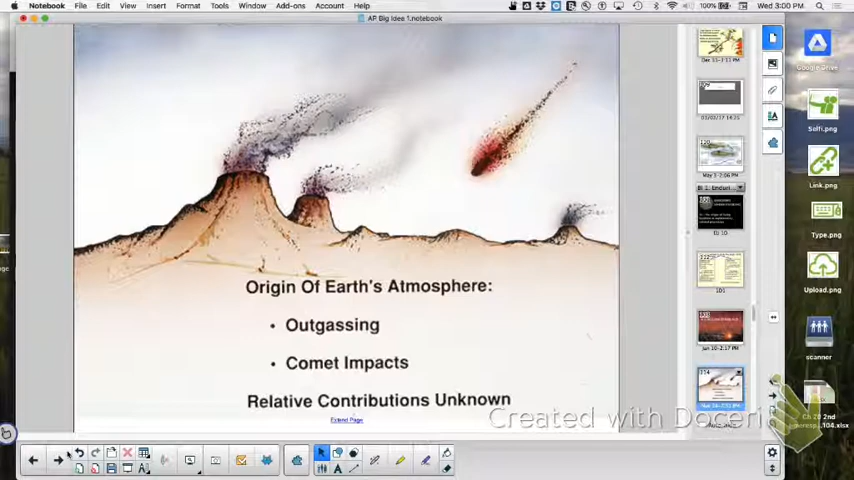 Notebook File Edit View Insert Format Tools Window Add-ons Account Help
100% Wed 3:00 PM
AP Big Idea 1.notebook
Origin Of Earth's Atmosphere:
• Outgassing
• Comet Impacts
Relative Contributions Unknown
Extend Page
Created with Doceri
Google Drive
Selfi.png
Link.png
Type.png
Upload.png
scanner